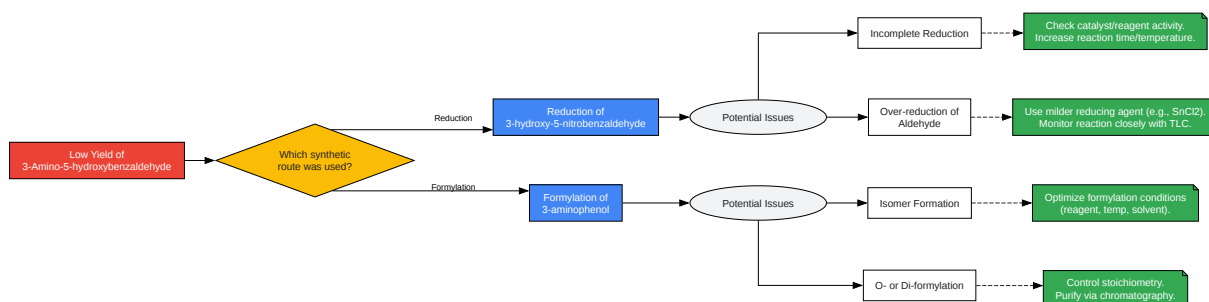 Low Yield of
3-Amino-5-hydroxybenzaldehyde
Which synthetic
route was used?
Reduction
Reduction of
3-hydroxy-5-nitrobenzaldehyde
Potential Issues
Incomplete Reduction
Check catalyst/reagent activity.
Increase reaction time/temperature.
Over-reduction of
Aldehyde
Use milder reducing agent (e.g., SnCl2).
Monitor reaction closely with TLC.
Formylation
Formylation of
3-aminophenol
Potential Issues
Isomer Formation
Optimize formylation conditions
(reagent, temp, solvent).
O- or Di-formylation
Control stoichiometry.
Purify via chromatography.